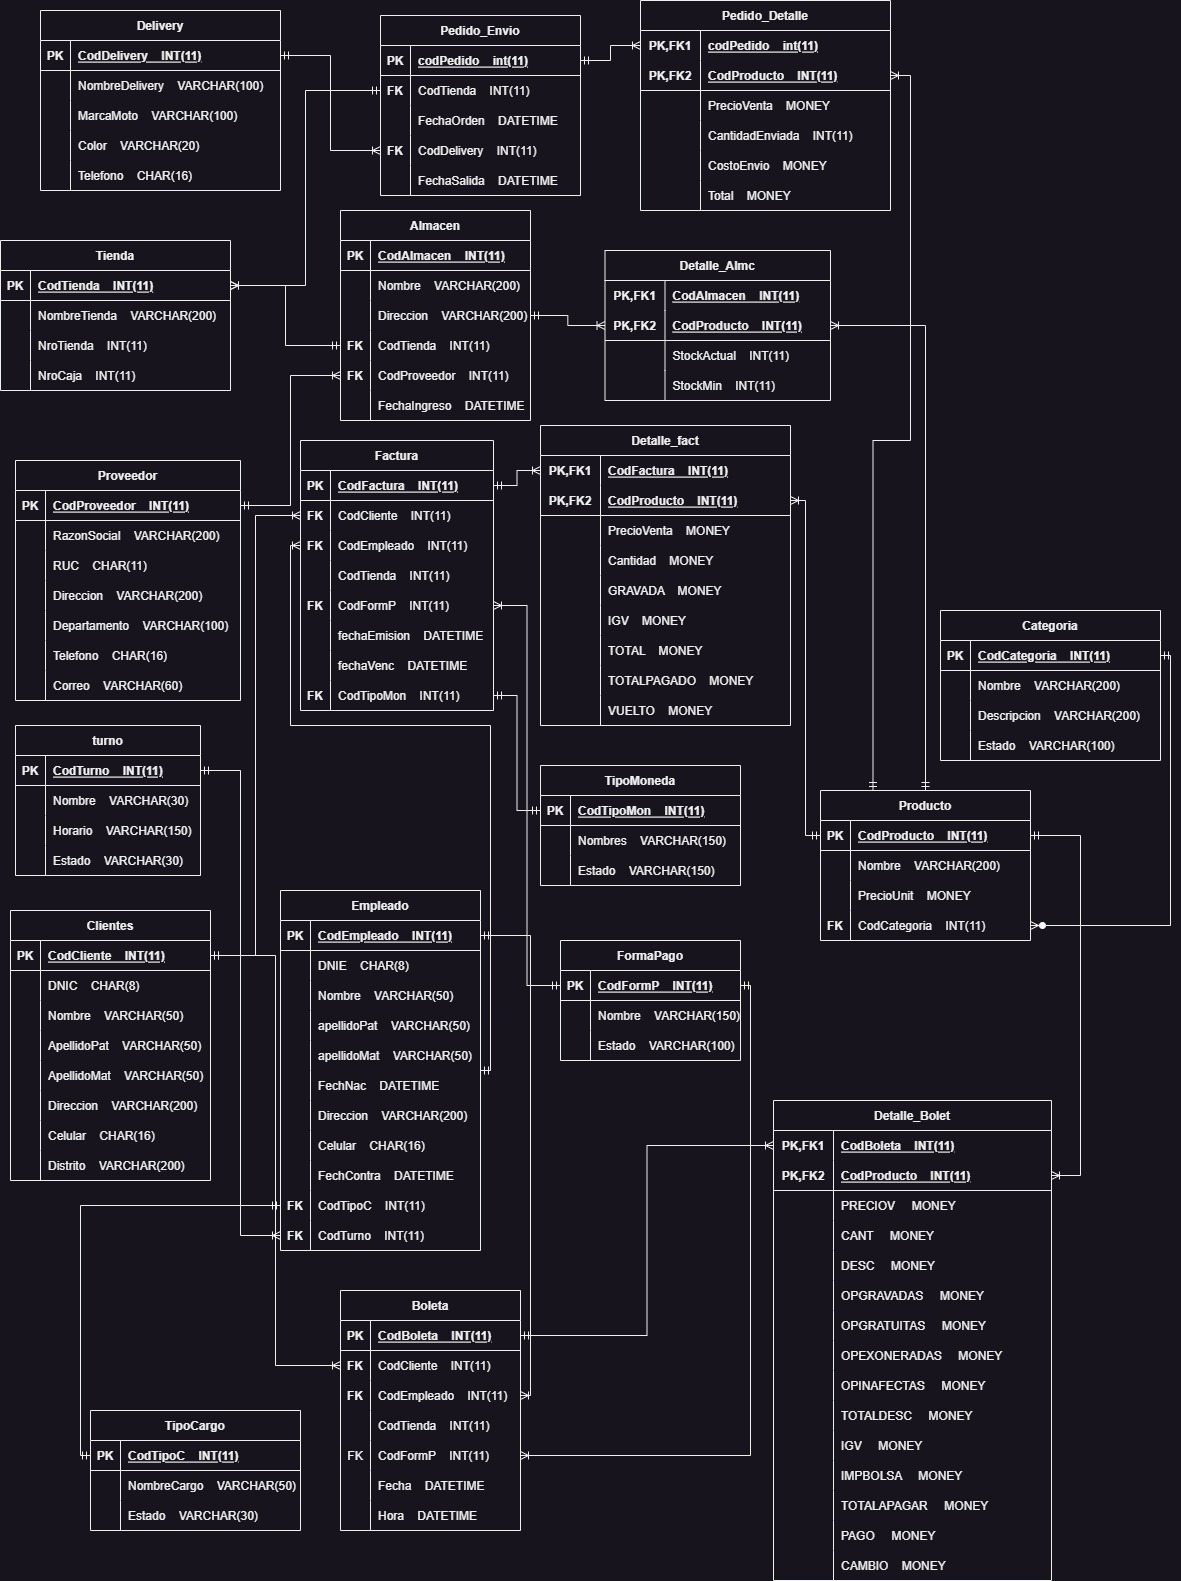 Delivery
PK CodDelivery INT(11)
NombreDelivery VARCHAR(100)
MarcaMoto VARCHAR(100)
Color VARCHAR(20)
Telefono CHAR(16)
Pedido_Envio
PK codPedido int(11)
FK CodTienda INT(11)
FechaOrden DATETIME
FK CodDelivery INT(11)
FechaSalida DATETIME
Pedido_Detalle
PK,FK1 codPedido int(11)
PK,FK2 CodProducto INT(11)
PrecioVenta MONEY
CantidadEnviada INT(11)
CostoEnvio MONEY
Total MONEY
Tienda
PK CodTienda INT(11)
NombreTienda VARCHAR(200)
NroTienda INT(11)
NroCaja INT(11)
Almacen
PK CodAlmacen INT(11)
Nombre VARCHAR(200)
Direccion VARCHAR(200)
FK CodTienda INT(11)
FK CodProveedor INT(11)
FechaIngreso DATETIME
Detalle_Almc
PK,FK1 CodAlmacen INT(11)
PK,FK2 CodProducto INT(11)
StockActual INT(11)
StockMin INT(11)
Proveedor
PK CodProveedor INT(11)
RazonSocial VARCHAR(200)
RUC CHAR(11)
Direccion VARCHAR(200)
Departamento VARCHAR(100)
Telefono CHAR(16)
Correo VARCHAR(60)
Factura
PK CodFactura INT(11)
FK CodCliente INT(11)
FK CodEmpleado INT(11)
CodTienda INT(11)
FK CodFormP INT(11)
fechaEmision DATETIME
fechaVenc DATETIME
FK CodTipoMon INT(11)
Detalle_fact
PK,FK1 CodFactura INT(11)
PK,FK2 CodProducto INT(11)
PrecioVenta MONEY
Cantidad MONEY
GRAVADA MONEY
IGV MONEY
TOTAL MONEY
TOTALPAGADO MONEY
VUELTO MONEY
Categoria
PK CodCategoria INT(11)
Nombre VARCHAR(200)
Descripcion VARCHAR(200)
Estado VARCHAR(100)
turno
PK CodTurno INT(11)
Nombre VARCHAR(30)
Horario VARCHAR(150)
Estado VARCHAR(30)
TipoMoneda
PK CodTipoMon INT(11)
Nombres VARCHAR(150)
Estado VARCHAR(150)
Producto
PK CodProducto INT(11)
Nombre VARCHAR(200)
PrecioUnit MONEY
FK CodCategoria INT(11)
Clientes
PK CodCliente INT(11)
DNIC CHAR(8)
Nombre VARCHAR(50)
ApellidoPat VARCHAR(50)
ApellidoMat VARCHAR(50)
Direccion VARCHAR(200)
Celular CHAR(16)
Distrito VARCHAR(200)
Empleado
PK CodEmpleado INT(11)
DNIE CHAR(8)
Nombre VARCHAR(50)
apellidoPat VARCHAR(50)
apellidoMat VARCHAR(50)
FechNac DATETIME
Direccion VARCHAR(200)
Celular CHAR(16)
FechContra DATETIME
FK CodTipoC INT(11)
FK CodTurno INT(11)
FormaPago
PK CodFormP INT(11)
Nombre VARCHAR(150)
Estado VARCHAR(100)
Detalle_Bolet
PK,FK1 CodBoleta INT(11)
PK,FK2 CodProducto INT(11)
PRECIOV MONEY
CANT MONEY
DESC MONEY
OPGRAVADAS MONEY
OPGRATUITAS MONEY
OPEXONERADAS MONEY
OPINAFECTAS MONEY
TOTALDESC MONEY
IGV MONEY
IMPBOLSA MONEY
TOTALAPAGAR MONEY
PAGO MONEY
CAMBIO MONEY
Boleta
PK CodBoleta INT(11)
FK CodCliente INT(11)
FK CodEmpleado INT(11)
CodTienda INT(11)
FK CodFormP INT(11)
Fecha DATETIME
Hora DATETIME
TipoCargo
PK CodTipoC INT(11)
NombreCargo VARCHAR(50)
Estado VARCHAR(30)